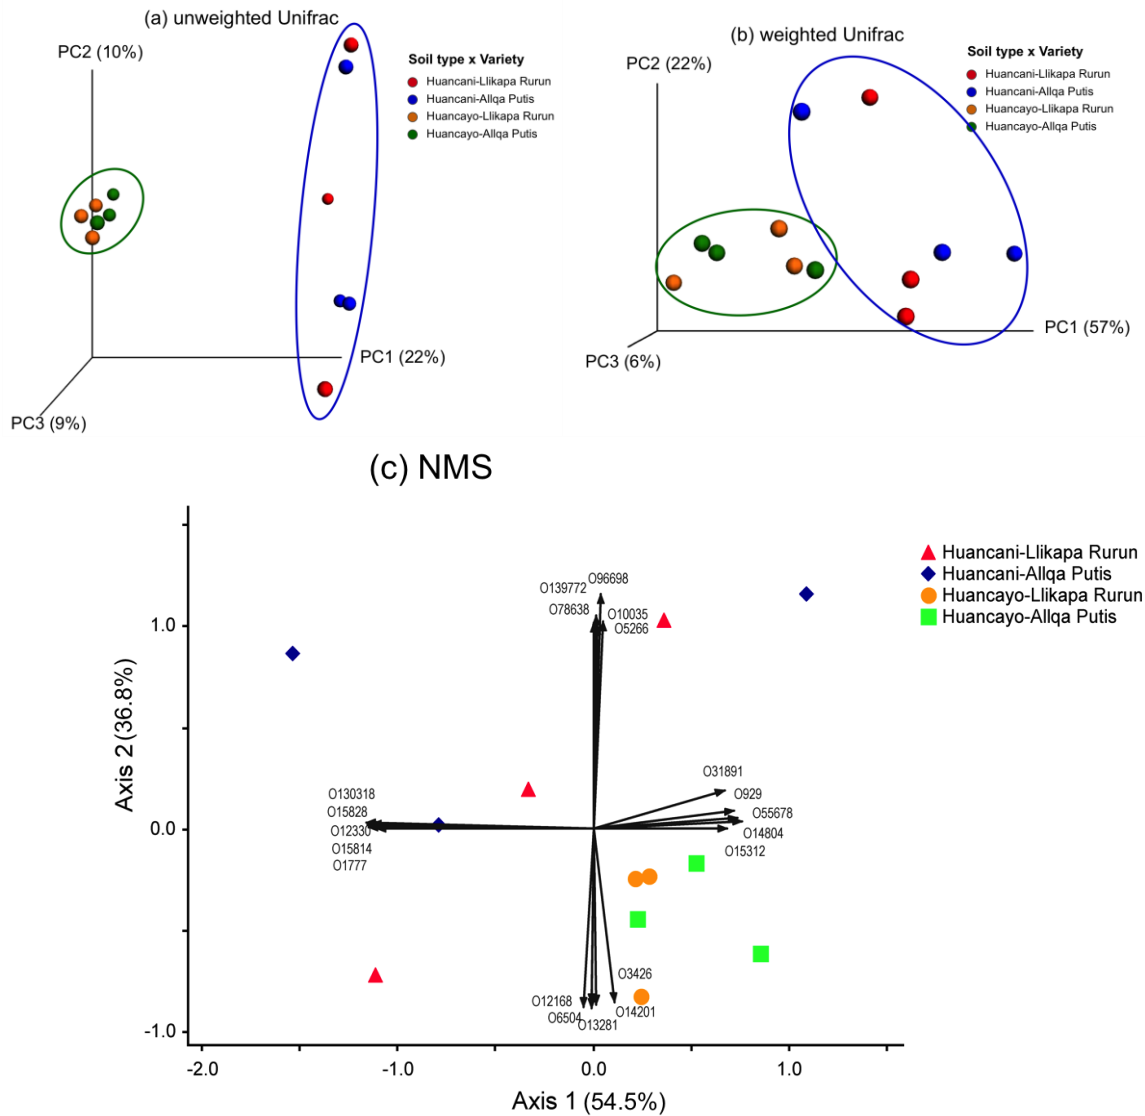 (a) unweighted Unifrac
PC2 (10%)
Soil type x Variety
Huancani-Llikapa Rurun
Huancani-Allqa Putis
Huancayo-Llikapa Rurun
Huancayo-Allqa Putis
PC1 (22%)
PC3 (9%)
(b) weighted Unifrac
PC2 (22%)
Soil type x Variety
Huancani-Llikapa Rurun
Huancani-Allqa Putis
Huancayo-Llikapa Rurun
Huancayo-Allqa Putis
PC1 (57%)
PC3 (6%)
(c) NMS
Huancani-Llikapa Rurun
Huancani-Allqa Putis
Huancayo-Llikapa Rurun
Huancayo-Allqa Putis
O96698
O139772
O78638
O10035
O5266
1.0
Axis 2 (36.8%)
O31891
O929
O55678
O14804
O15312
O130318
O15828
O12330
O15814
O1777
0.0
O3426
O12168
O14201
O6504
O13281
-1.0
-2.0
-1.0
0.0
1.0
Axis 1 (54.5%)